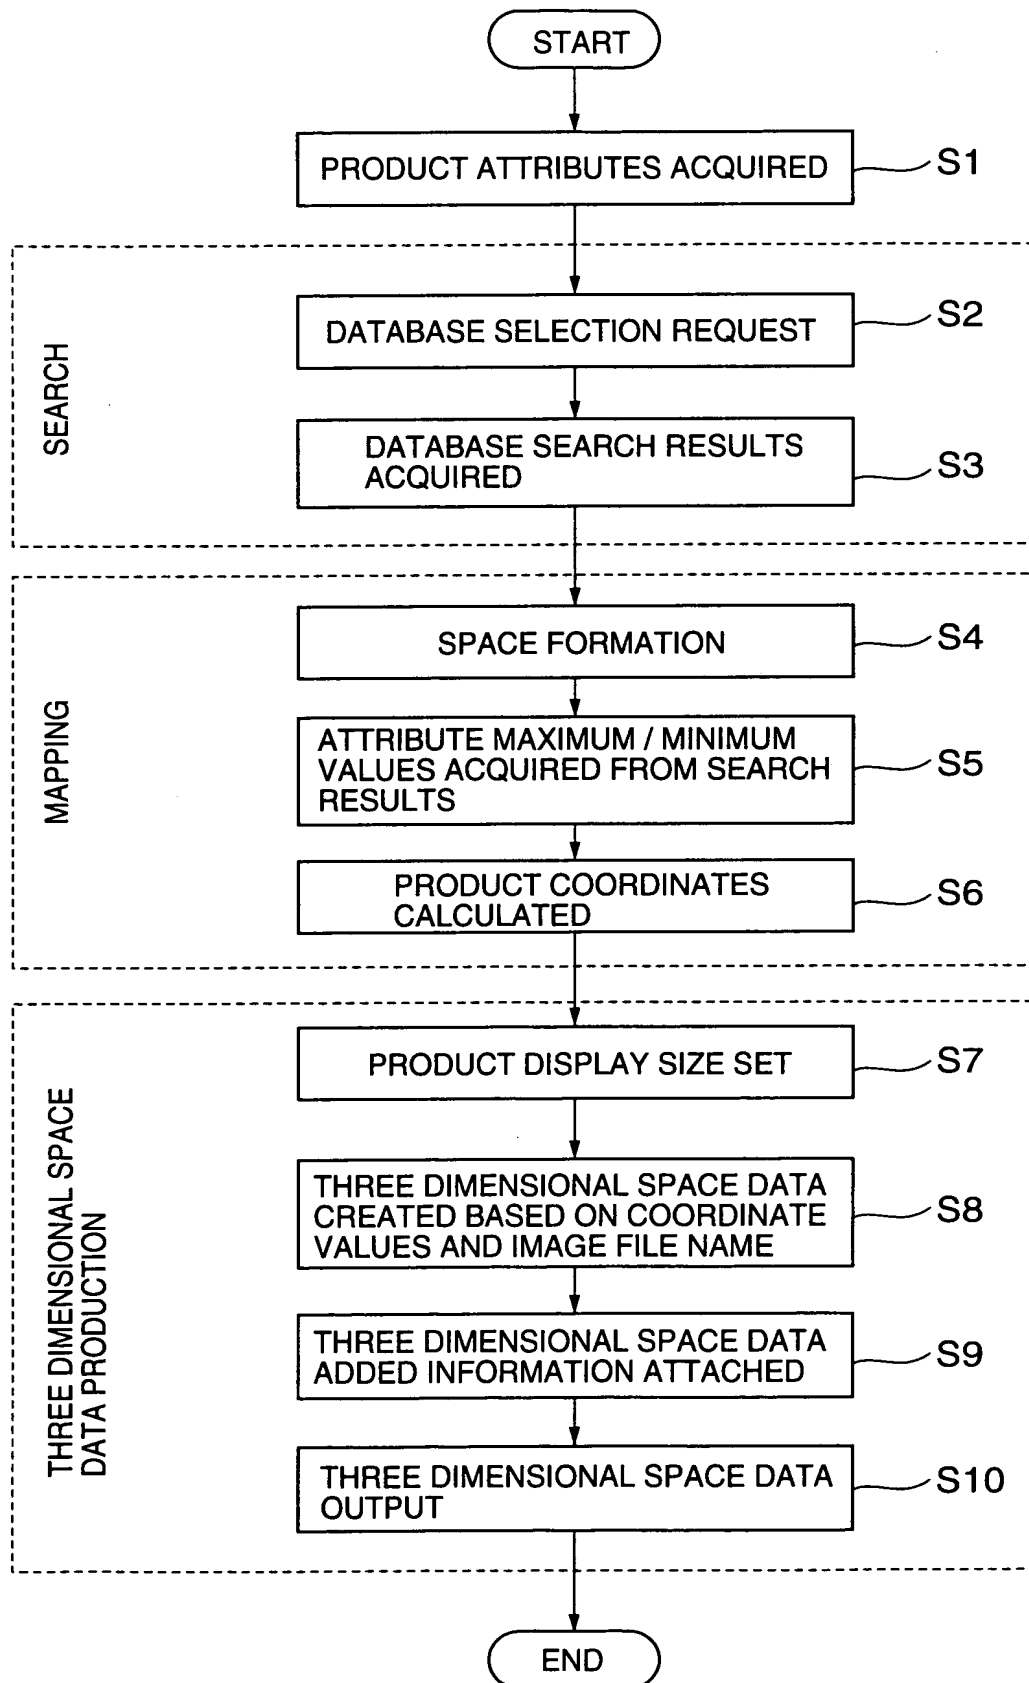 START
PRODUCT ATTRIBUTES ACQUIRED
S1
SEARCH
DATABASE SELECTION REQUEST
S2
DATABASE SEARCH RESULTS
ACQUIRED
S3
MAPPING
SPACE FORMATION
S4
ATTRIBUTE MAXIMUM / MINIMUM
VALUES ACQUIRED FROM SEARCH
RESULTS
S5
PRODUCT COORDINATES
CALCULATED
S6
THREE DIMENSIONAL SPACE
DATA PRODUCTION
PRODUCT DISPLAY SIZE SET
S7
THREE DIMENSIONAL SPACE DATA
CREATED BASED ON COORDINATE
VALUES AND IMAGE FILE NAME
S8
THREE DIMENSIONAL SPACE DATA
ADDED INFORMATION ATTACHED
S9
THREE DIMENSIONAL SPACE DATA
OUTPUT
S10
END